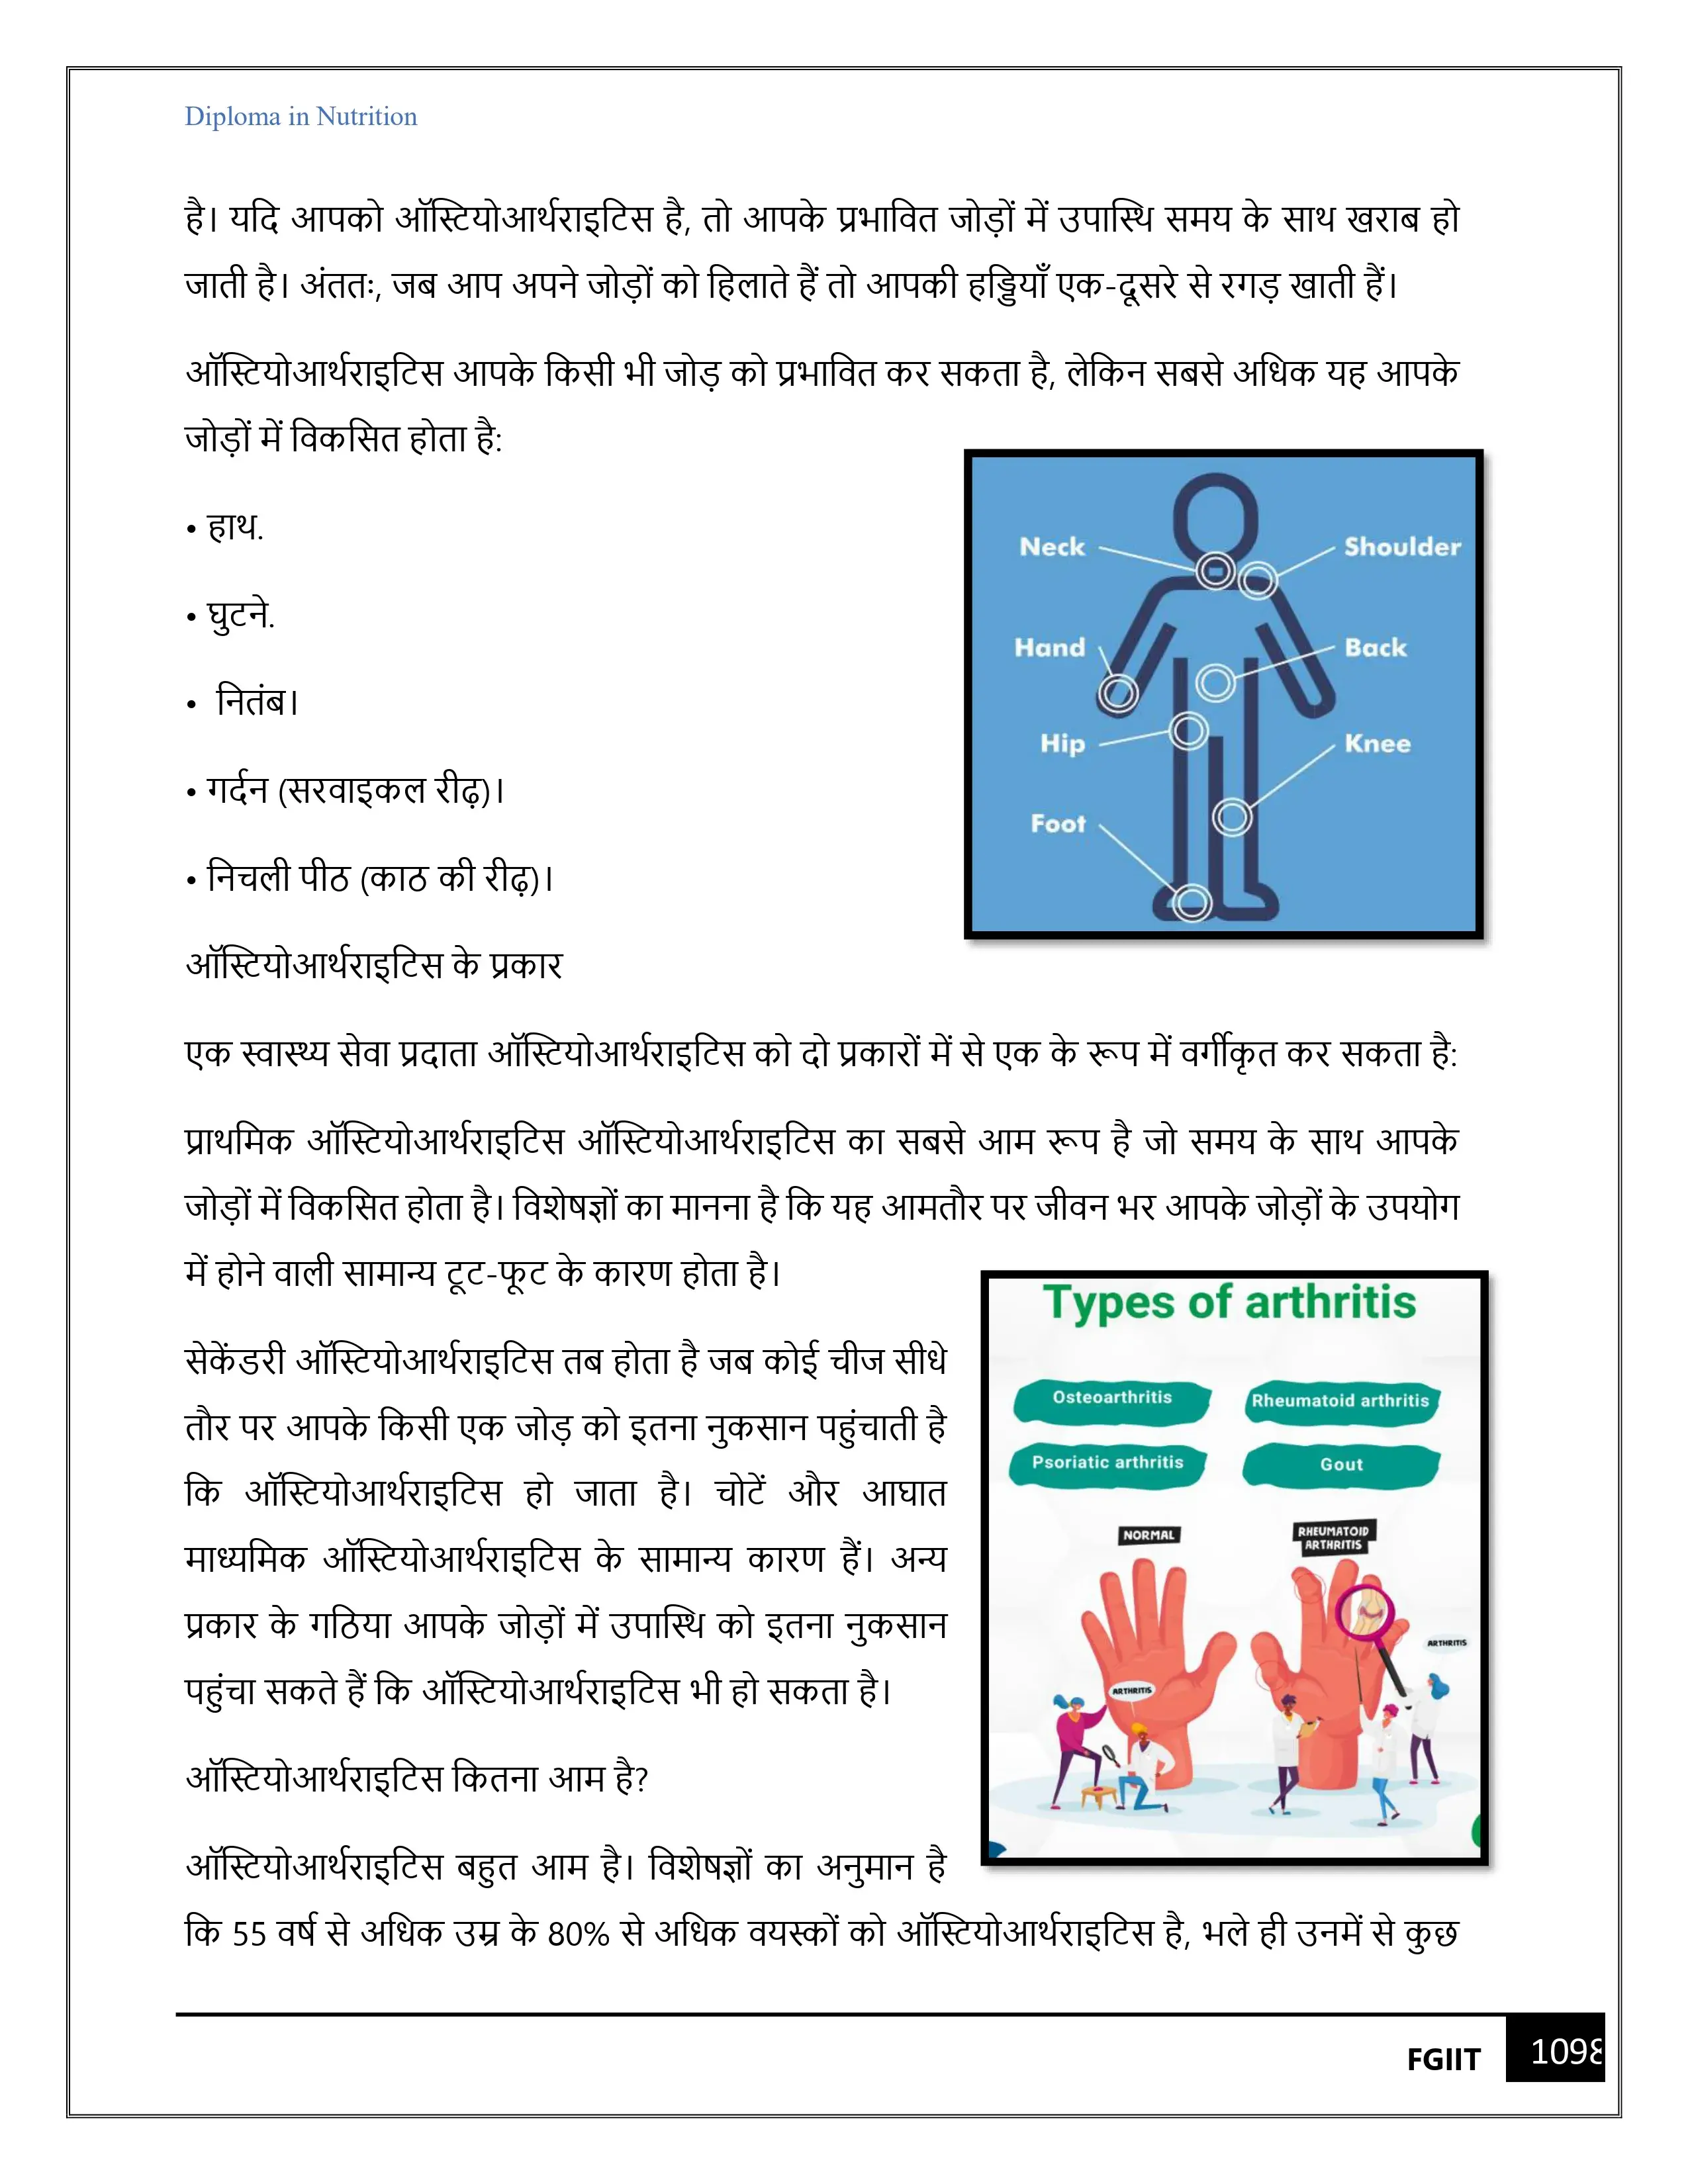 Diploma in Nutrition
है। यदि आपको ऑस्टियोआर्थराइटिस है, तो आपके प्रभावित जोड़ों में उपास्थि समय के साथ खराब हो
जाती है। अंततः, जब आप अपने जोड़ों को हिलाते हैं तो आपकी हड्डियाँ एक-दूसरे से रगड़ खाती हैं।
ऑस्टियोआर्थराइटिस आपके किसी भी जोड़ को प्रभावित कर सकता है, लेकिन सबसे अधिक यह आपके
जोड़ों में विकसित होता है:
• हाथ.
• घुटने.
• नितंब।
• गर्दन (सरवाइकल रीढ़)।
• निचली पीठ (काठ की रीढ़)।
Neck
Shoulder
Hand
Back
Hip
Knee
Foot
ऑस्टियोआर्थराइटिस के प्रकार
एक स्वास्थ्य सेवा प्रदाता ऑस्टियोआर्थराइटिस को दो प्रकारों में से एक के रूप में वर्गीकृत कर सकता है:
प्राथमिक ऑस्टियोआर्थराइटिस ऑस्टियोआर्थराइटिस का सबसे आम रूप है जो समय के साथ आपके
जोड़ों में विकसित होता है। विशेषज्ञों का मानना है कि यह आमतौर पर जीवन भर आपके जोड़ों के उपयोग
में होने वाली सामान्य टूट-फूट के कारण होता है।
सेकेंडरी ऑस्टियोआर्थराइटिस तब होता है जब कोई चीज सीधे
तौर पर आपके किसी एक जोड़ को इतना नुकसान पहुंचाती है
कि ऑस्टियोआर्थराइटिस हो जाता है। चोटें और आघात
माध्यमिक ऑस्टियोआर्थराइटिस के सामान्य कारण हैं। अन्य
प्रकार के गठिया आपके जोड़ों में उपास्थि को इतना नुकसान
पहुंचा सकते हैं कि ऑस्टियोआर्थराइटिस भी हो सकता है।
Types of arthritis
Osteoarthritis
Rheumatoid arthritis
Psoriatic arthritis
Gout
NORMAL
RHEUMATOID
ARTHRITIS
ARTHRITIS
ARTHRITIS
ऑस्टियोआर्थराइटिस कितना आम है?
ऑस्टियोआर्थराइटिस बहुत आम है। विशेषज्ञों का अनुमान है
कि 55 वर्ष से अधिक उम्र के 80% से अधिक वयस्कों को ऑस्टियोआर्थराइटिस है, भले ही उनमें से कुछ
FGIIT
1098